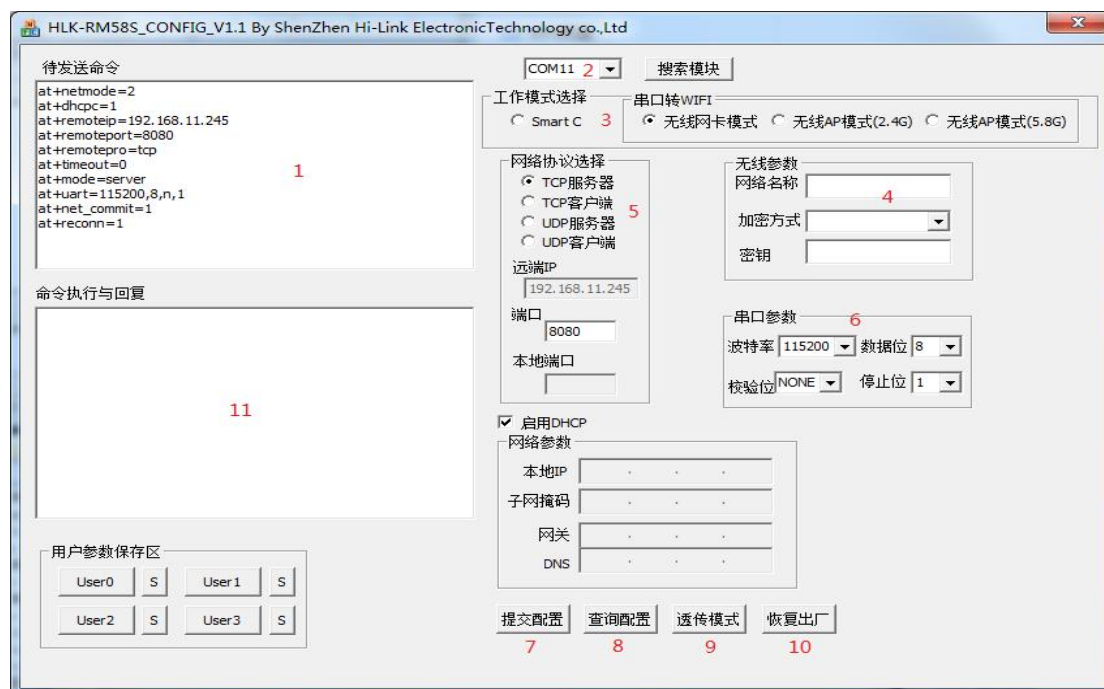 HLK-RM58S_CONFIG_V1.1 By ShenZhen Hi-Link ElectronicTechnology co.,Ltd
待发送命令
at+netmode=2
at+dhcpc=1
at+remoteip=192.168.11.245
at+remoteport=8080
at+remotepro=tcp
at+timeout=0
at+mode=server
at+uart=115200,8,n,1
at+net_commit=1
at+reconn=1
1
命令执行与回复
11
用户参数保存区
User0 S User1 S
User2 S User3 S
COM11 2 搜索模块
工作模式选择
Smart C 3
串口转WIFI
无线网卡模式 无线AP模式(2.4G) 无线AP模式(5.8G)
网络协议选择
TCP服务器
TCP客户端
UDP服务器
UDP客户端
5
远端IP
192.168.11.245
端口
8080
本地端口
无线参数
网络名称
4
加密方式
密钥
串口参数 6
波特率 115200 数据位 8
校验位 NONE 停止位 1
启用DHCP
网络参数
本地IP . . .
子网掩码 . . .
网关 . . .
DNS . . .
提交配置 查询配置 透传模式 恢复出厂
7 8 9 10